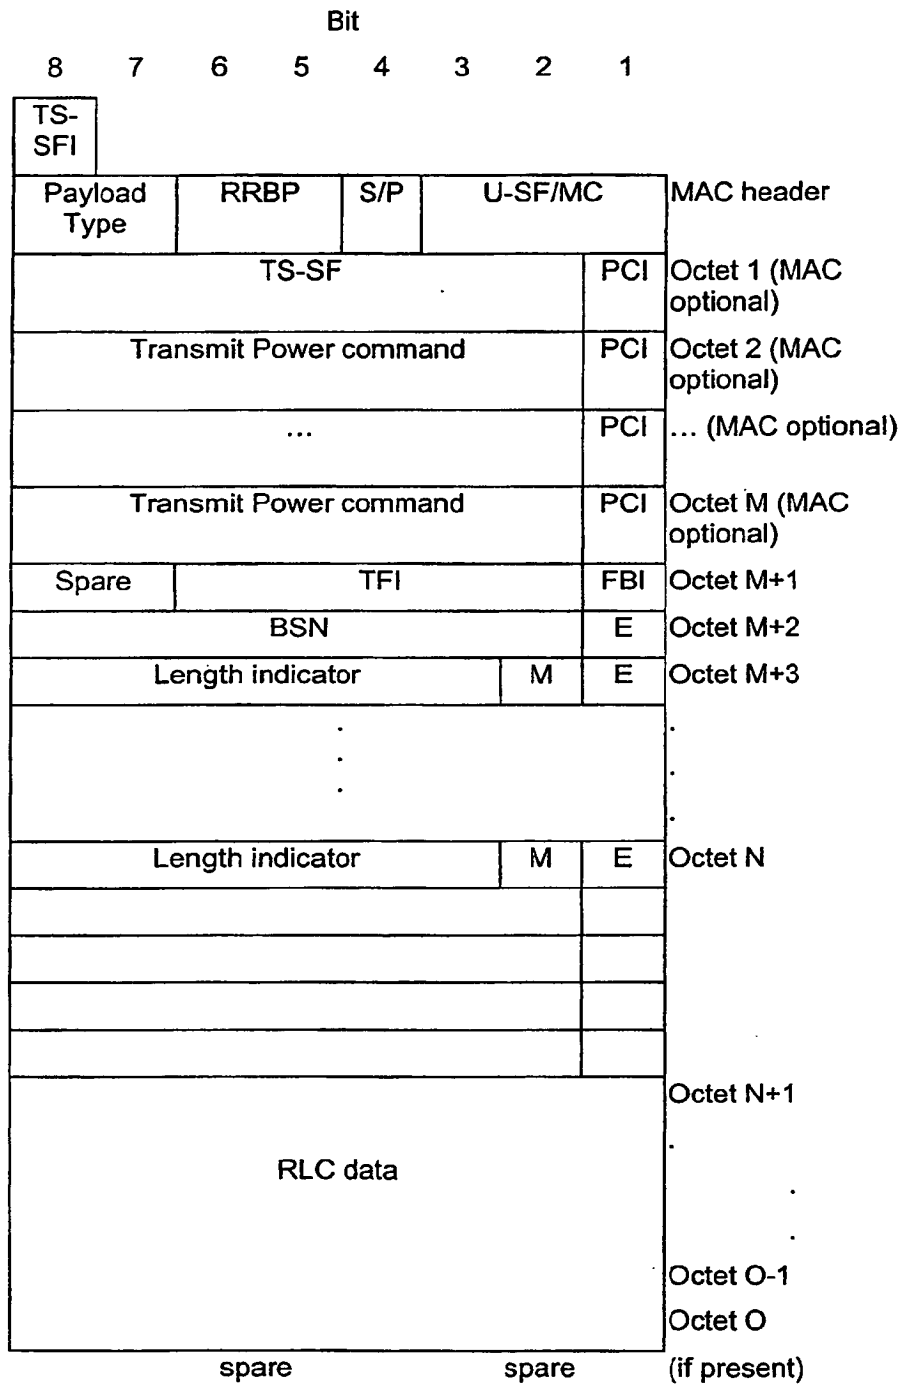 Bit
8 7 6 5 4 3 2 1
TS-
SFI
Payload RRBP S/P U-SF/MC MAC header
Type
TS-SF PCI Octet 1 (MAC
optional)
Transmit Power command PCI Octet 2 (MAC
optional)
... PCI ... (MAC optional)
Transmit Power command PCI Octet M (MAC
optional)
Spare TFI FBI Octet M+1
BSN E Octet M+2
Length indicator M E Octet M+3
. .
. .
. .
Length indicator M E Octet N
Octet N+1
.
RLC data
.
.
Octet O-1
Octet O
spare spare (if present)